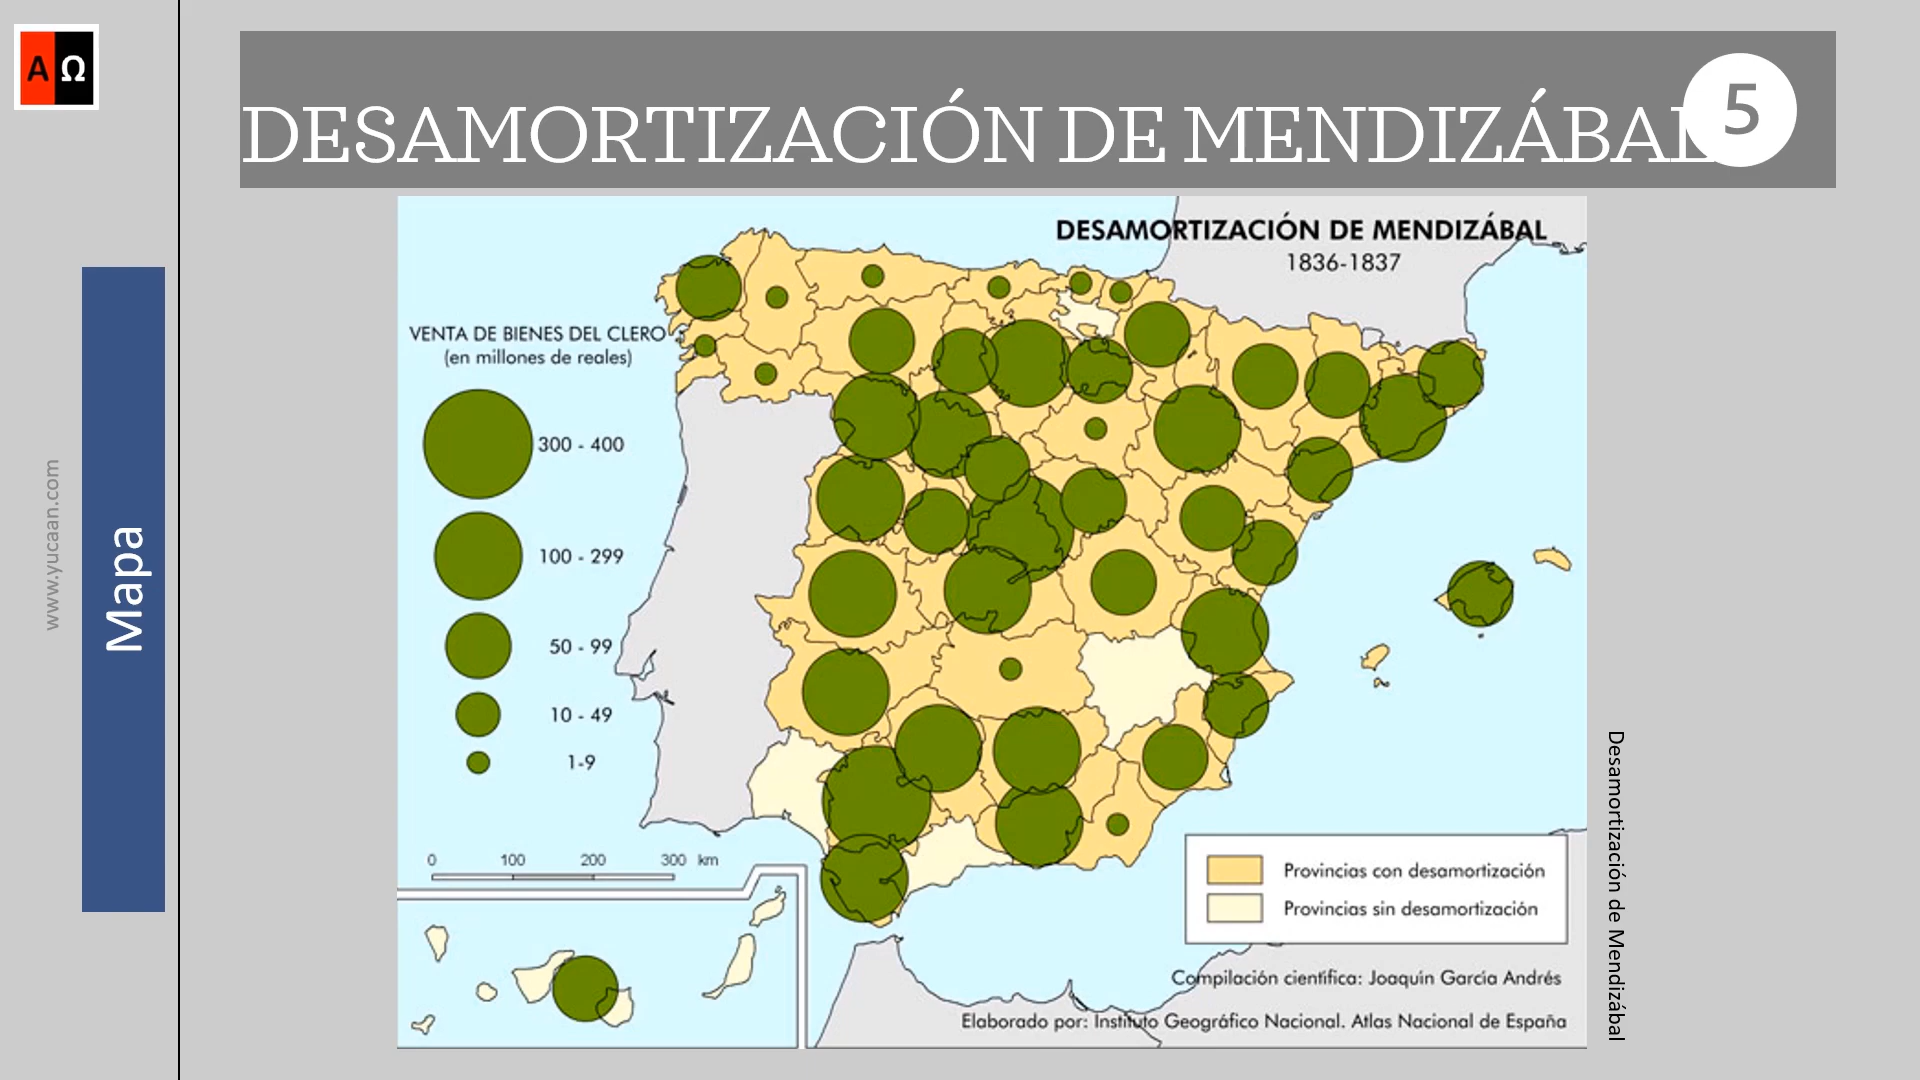 A Ω
DESAMORTIZACIÓN DE MENDIZÁBAL
5
www.yucaan.com
Mapa
DESAMORTIZACIÓN DE MENDIZÁBAL
1836-1837
VENTA DE BIENES DEL CLERO
(en millones de reales)
300 - 400
100 - 299
50 - 99
10 - 49
1-9
0 100 200 300 km
Provincias con desamortización
Provincias sin desamortización
Compilación científica: Joaquín García Andrés
Elaborado por: Instituto Geográfico Nacional. Atlas Nacional de España
Desamortización de Mendizábal